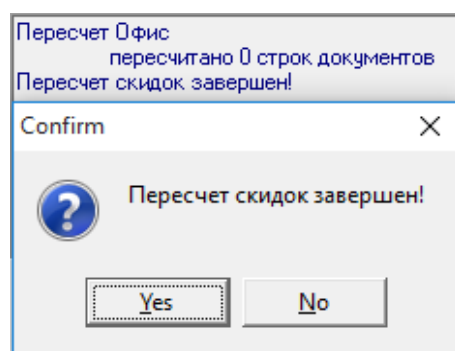 Пересчет Офис
пересчитано 0 строк документов
Пересчет скидок завершен!
Confirm
Пересчет скидок завершен!
Yes
No